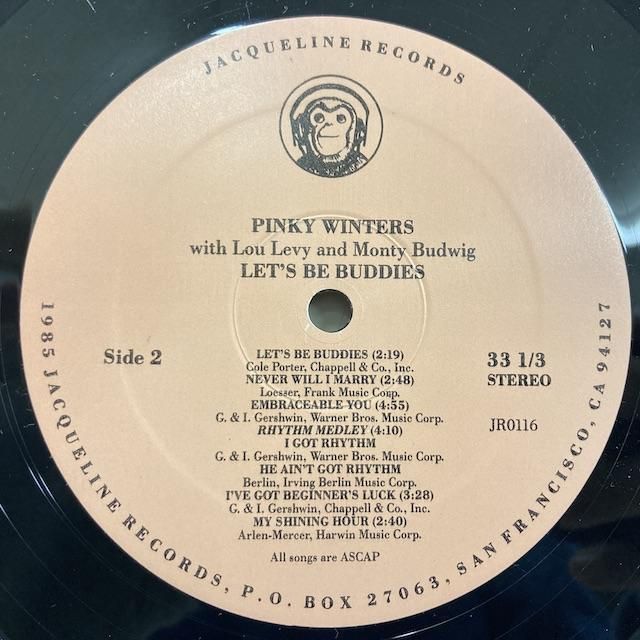 JACQUELINE RECORDS
PINKY WINTERS
with Lou Levy and Monty Budwig
LET'S BE BUDDIES
Side 2
33 1/3
STEREO
JR0116
LET'S BE BUDDIES (2:19)
Cole Porter, Chappell & Co., Inc.
NEVER WILL I MARRY (2:48)
Loesser, Frank Music Corp.
EMBRACEABLE YOU (4:55)
G. & I. Gershwin, Warner Bros. Music Corp.
RHYTHM MEDLEY (4:10)
I GOT RHYTHM
G. & I. Gershwin, Warner Bros. Music Corp.
HE AIN'T GOT RHYTHM
Berlin, Irving Berlin Music Corp.
I'VE GOT BEGINNER'S LUCK (3:28)
G. & I. Gershwin, Chappell & Co., Inc.
MY SHINING HOUR (2:40)
Arlen-Mercer, Harwin Music Corp.
All songs are ASCAP
1985 JACQUELINE RECORDS, P.O. BOX 27063, SAN FRANCISCO, CA 94127